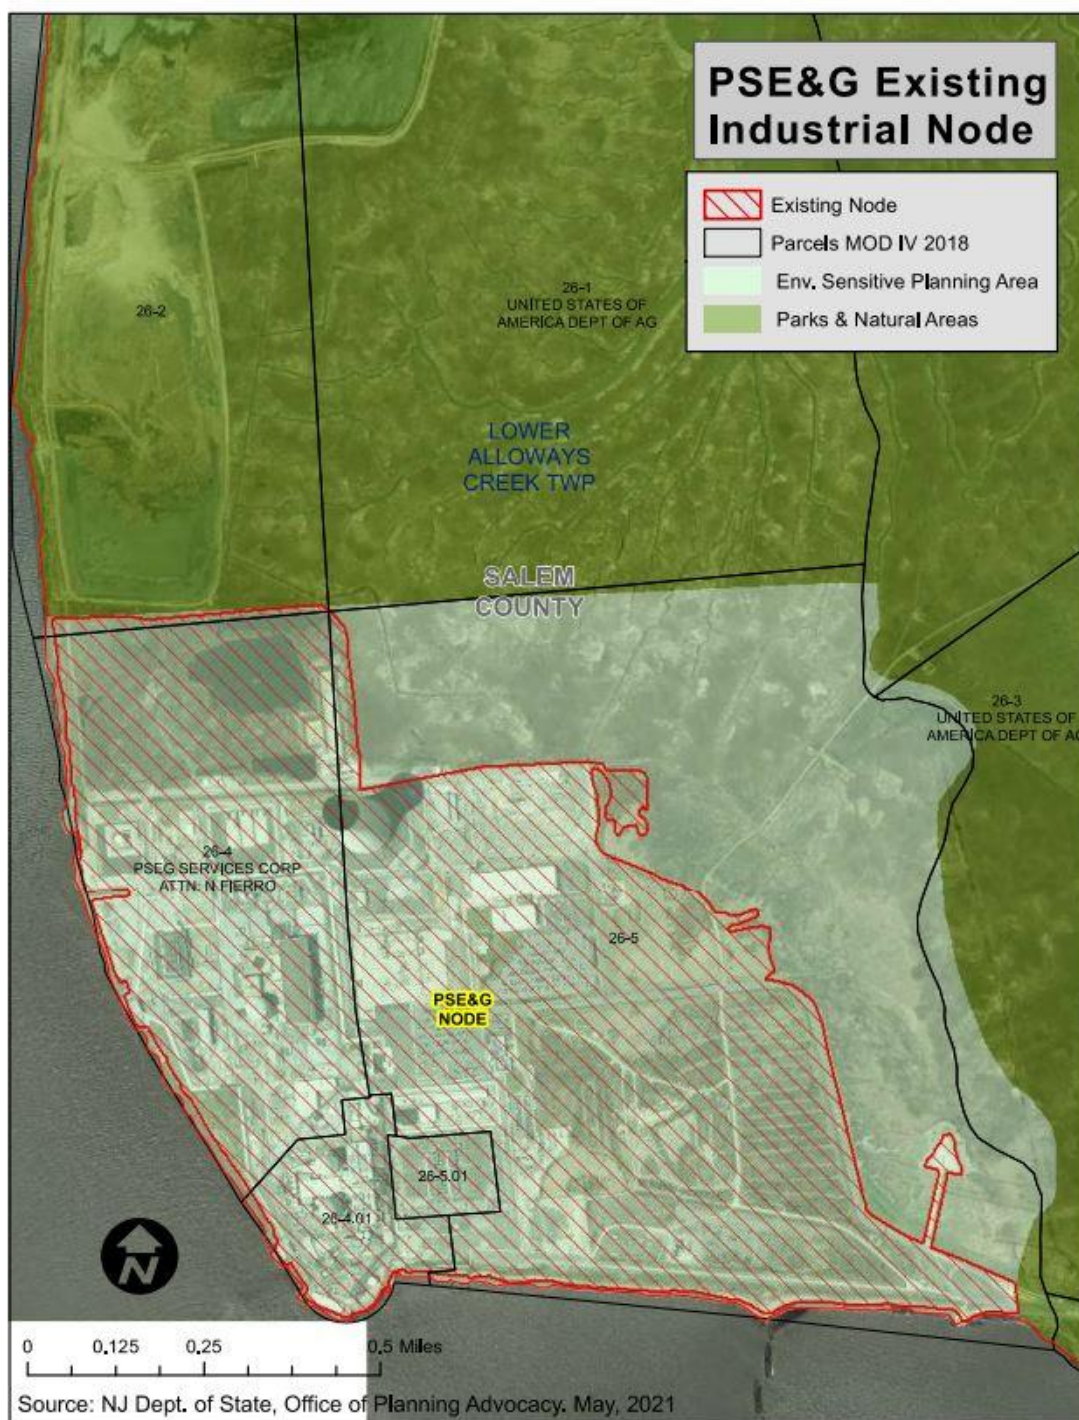 PSE&G Existing
Industrial Node
Existing Node
Parcels MOD IV 2018
Env. Sensitive Planning Area
Parks & Natural Areas
26-1
UNITED STATES OF
AMERICA DEPT OF AG
26-2
LOWER
ALLOWAYS
CREEK TWP
SALEM
COUNTY
26-3
UNITED STATES OF
AMERICA DEPT OF AG
26-4
PSEG SERVICES CORP
ATTN: N FIERRO
26-5
PSE&G
NODE
26-5.01
26-4.01
N
0 0.125 0.25 0.5 Miles
Source: NJ Dept. of State, Office of Planning Advocacy. May, 2021